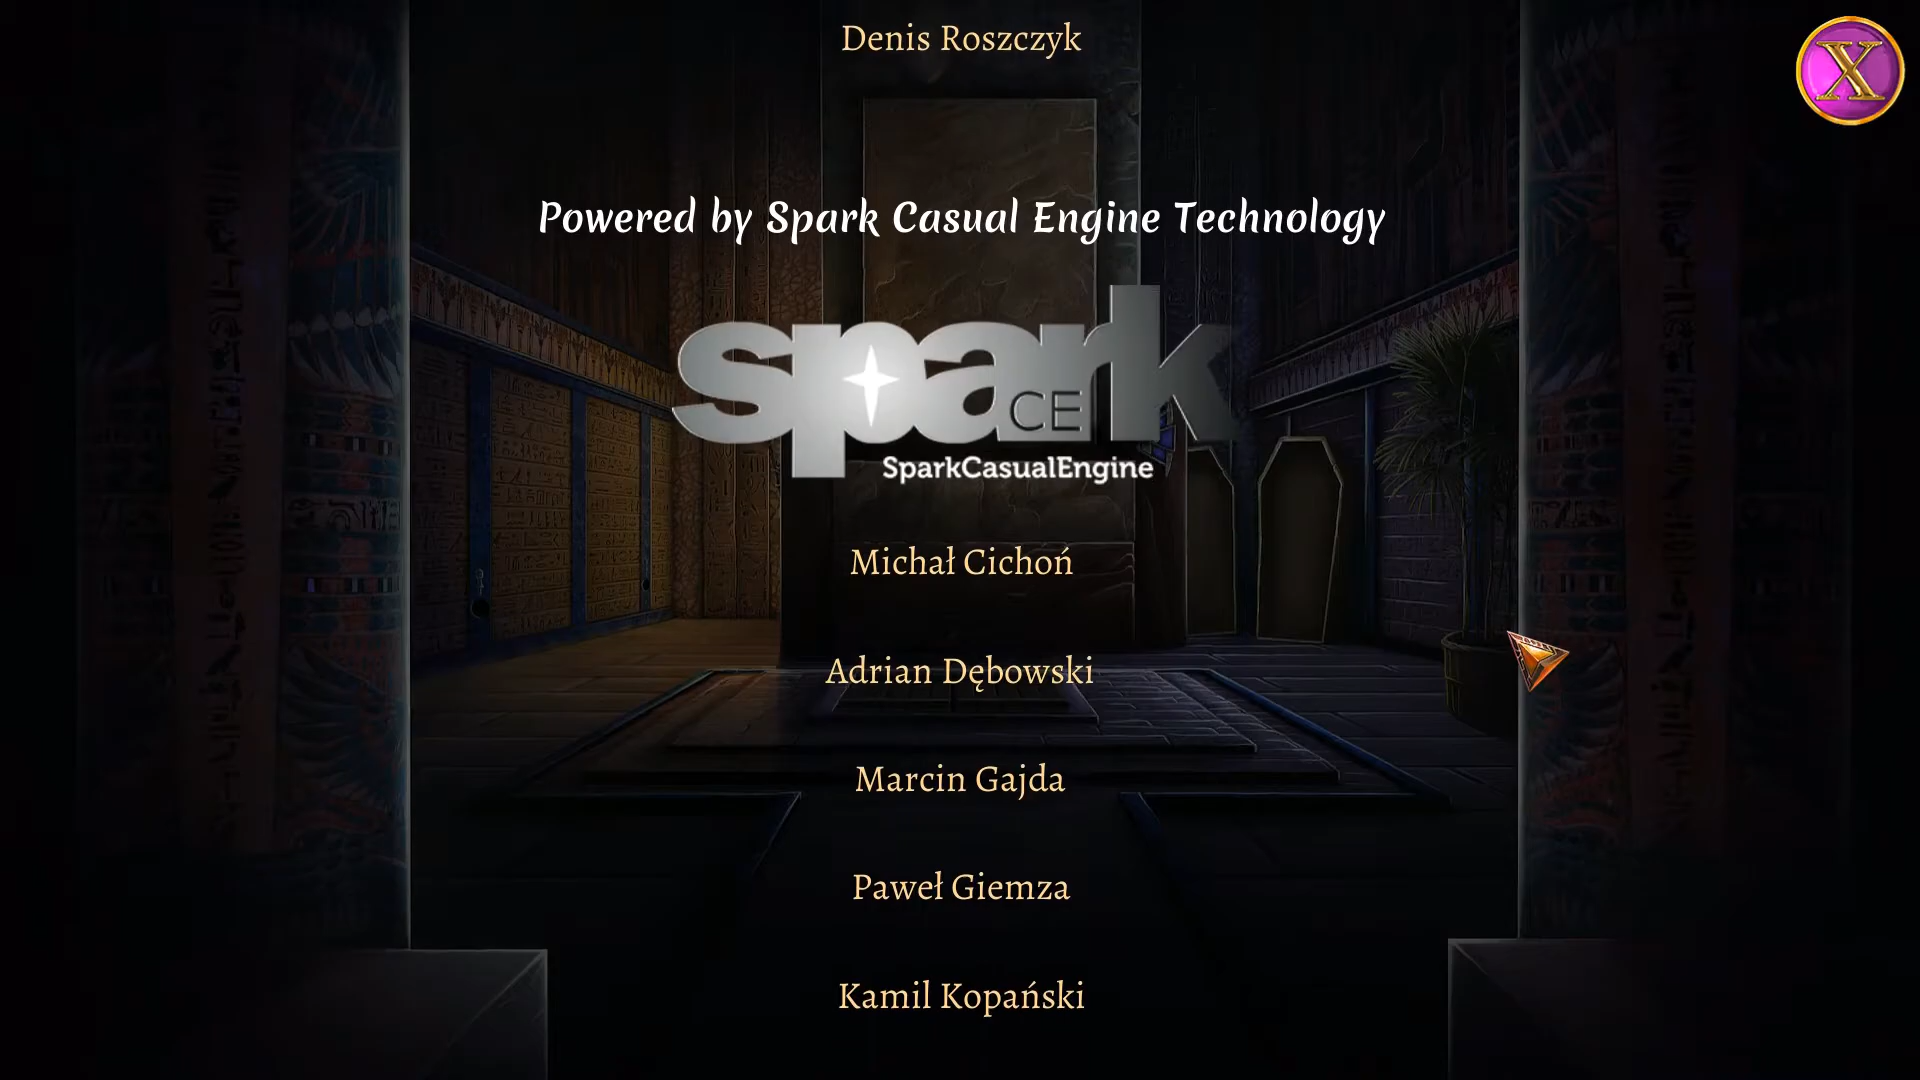 Denis Roszczyk
X
Powered by Spark Casual Engine Technology
spark
CE
SparkCasualEngine
Michał Cichoń
Adrian Dębowski
Marcin Gajda
Paweł Giemza
Kamil Kopański